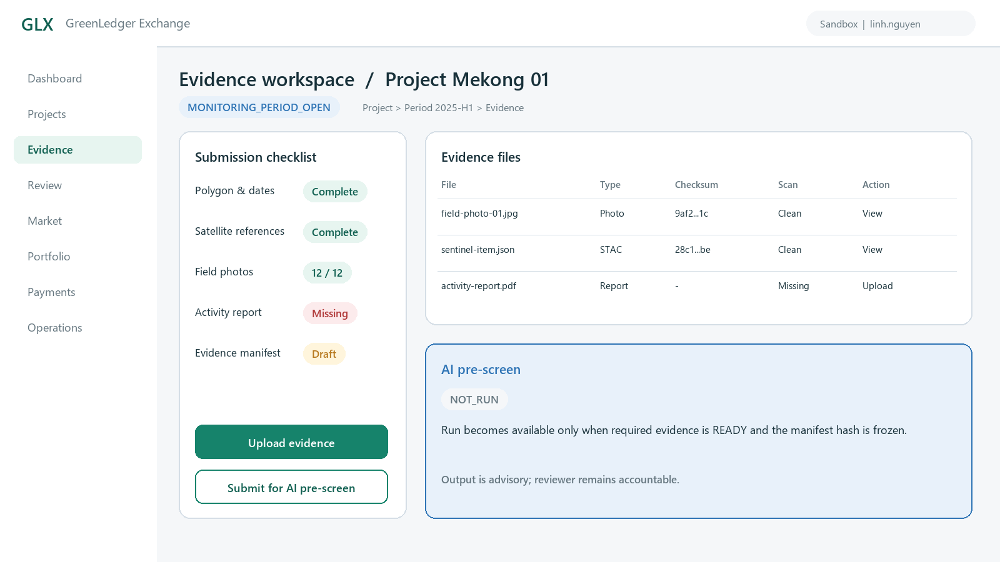 GLX GreenLedger Exchange
Sandbox | linh.nguyen
Dashboard
Projects
Evidence
Review
Market
Portfolio
Payments
Operations
Evidence workspace / Project Mekong 01
MONITORING_PERIOD_OPEN
Project > Period 2025-H1 > Evidence
Submission checklist
Polygon & dates Complete
Satellite references Complete
Field photos 12 / 12
Activity report Missing
Evidence manifest Draft
Upload evidence
Submit for AI pre-screen
Evidence files
File Type Checksum Scan Action
field-photo-01.jpg Photo 9af2...1c Clean View
sentinel-item.json STAC 28c1...be Clean View
activity-report.pdf Report - Missing Upload
AI pre-screen
NOT_RUN
Run becomes available only when required evidence is READY and the manifest hash is frozen.
Output is advisory; reviewer remains accountable.